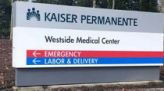 KAISER PERMANENTE
Westside Medical Center
EMERGENCY
LABOR & DELIVERY